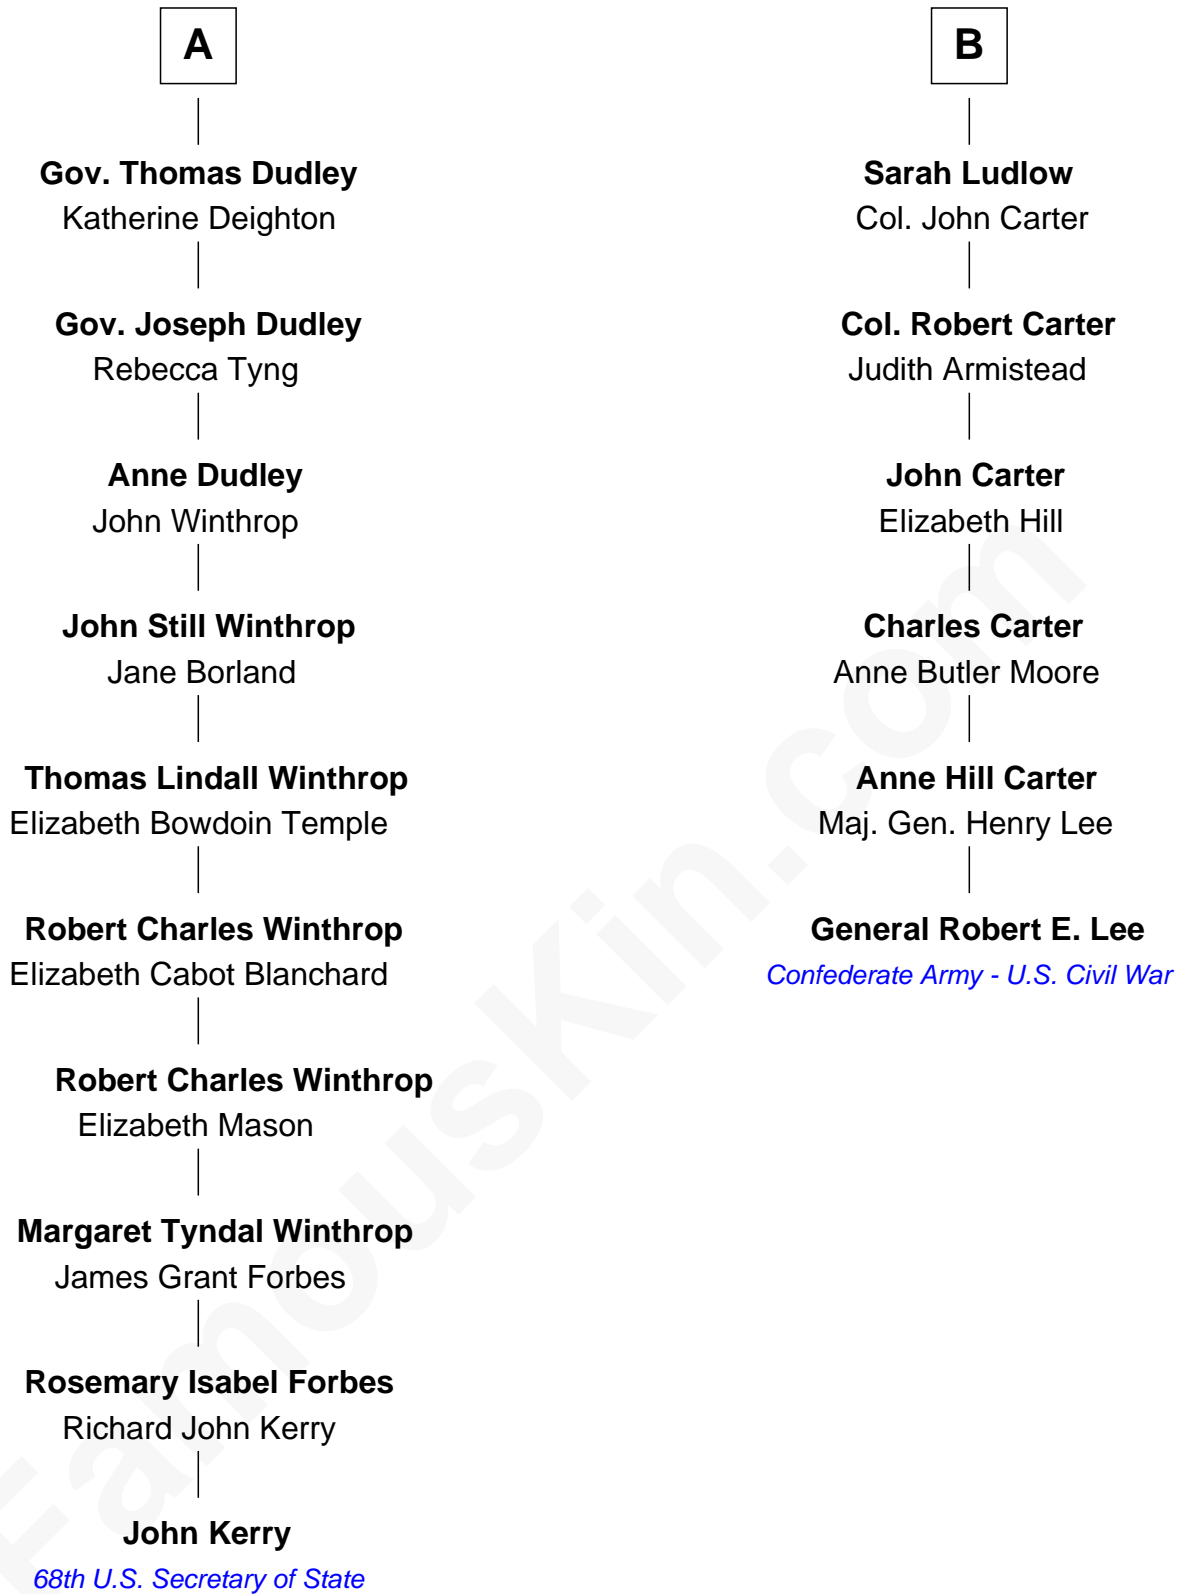 A
Gov. Thomas Dudley
Katherine Deighton
Gov. Joseph Dudley
Rebecca Tyng
Anne Dudley
John Winthrop
John Still Winthrop
Jane Borland
Thomas Lindall Winthrop
Elizabeth Bowdoin Temple
Robert Charles Winthrop
Elizabeth Cabot Blanchard
Robert Charles Winthrop
Elizabeth Mason
Margaret Tyndal Winthrop
James Grant Forbes
Rosemary Isabel Forbes
Richard John Kerry
John Kerry
68th U.S. Secretary of State
B
Sarah Ludlow
Col. John Carter
Col. Robert Carter
Judith Armistead
John Carter
Elizabeth Hill
Charles Carter
Anne Butler Moore
Anne Hill Carter
Maj. Gen. Henry Lee
General Robert E. Lee
Confederate Army - U.S. Civil War
FamousKin.com